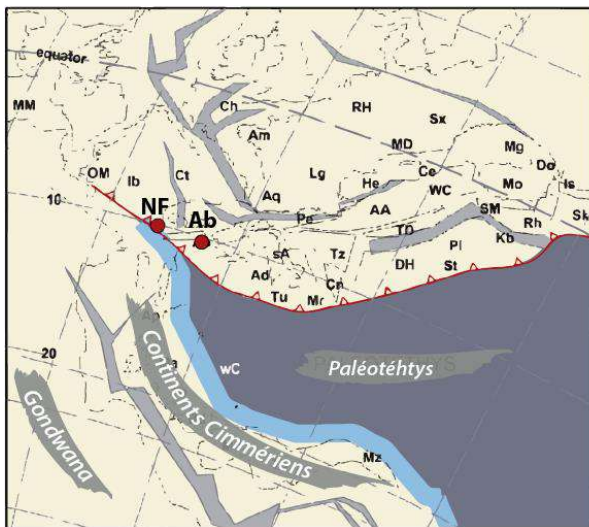 equator
MM
Ch
RH
Sx
Am
MD
Mg
Do
OM
Ib
Ct
Lg
He
Ce
WC
Mo
Is
10
NF
Ab
Aq
Pe
AA
SM
Rh
Sk
TD
Kb
sA
Tz
Pl
Ad
DH
St
Cn
Tu
Mr
20
wC
Paléotéhtys
Continents Cimmériens
Gondwana
Mz